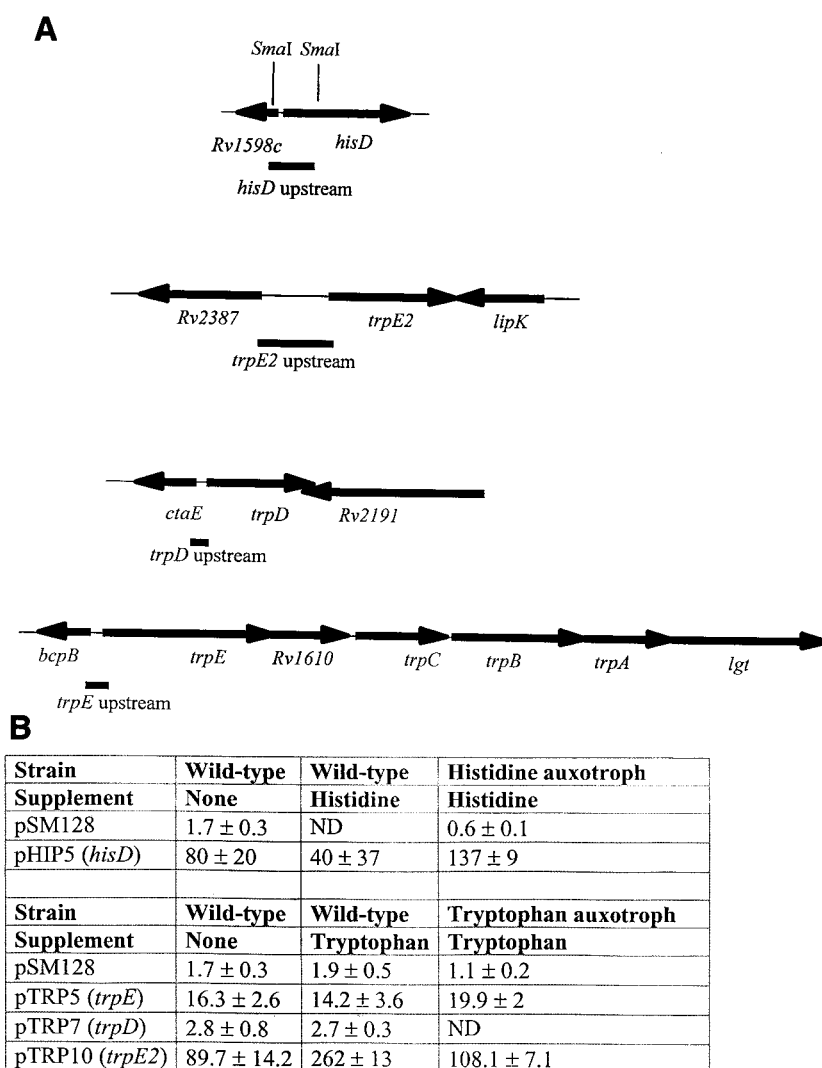 A
SmaI SmaI
Rv1598c hisD
hisD upstream
Rv2387 trpE2 lipK
trpE2 upstream
ctaE trpD Rv2191
trpD upstream
bcpB trpE Rv1610 trpC trpB trpA lgt
trpE upstream
B
Strain Wild-type Wild-type Histidine auxotroph
Supplement None Histidine Histidine
pSM128 1.7 ± 0.3 ND 0.6 ± 0.1
pHIP5 (hisD) 80 ± 20 40 ± 37 137 ± 9
Strain Wild-type Wild-type Tryptophan auxotroph
Supplement None Tryptophan Tryptophan
pSM128 1.7 ± 0.3 1.9 ± 0.5 1.1 ± 0.2
pTRP5 (trpE) 16.3 ± 2.6 14.2 ± 3.6 19.9 ± 2
pTRP7 (trpD) 2.8 ± 0.8 2.7 ± 0.3 ND
pTRP10 (trpE2) 89.7 ± 14.2 262 ± 13 108.1 ± 7.1